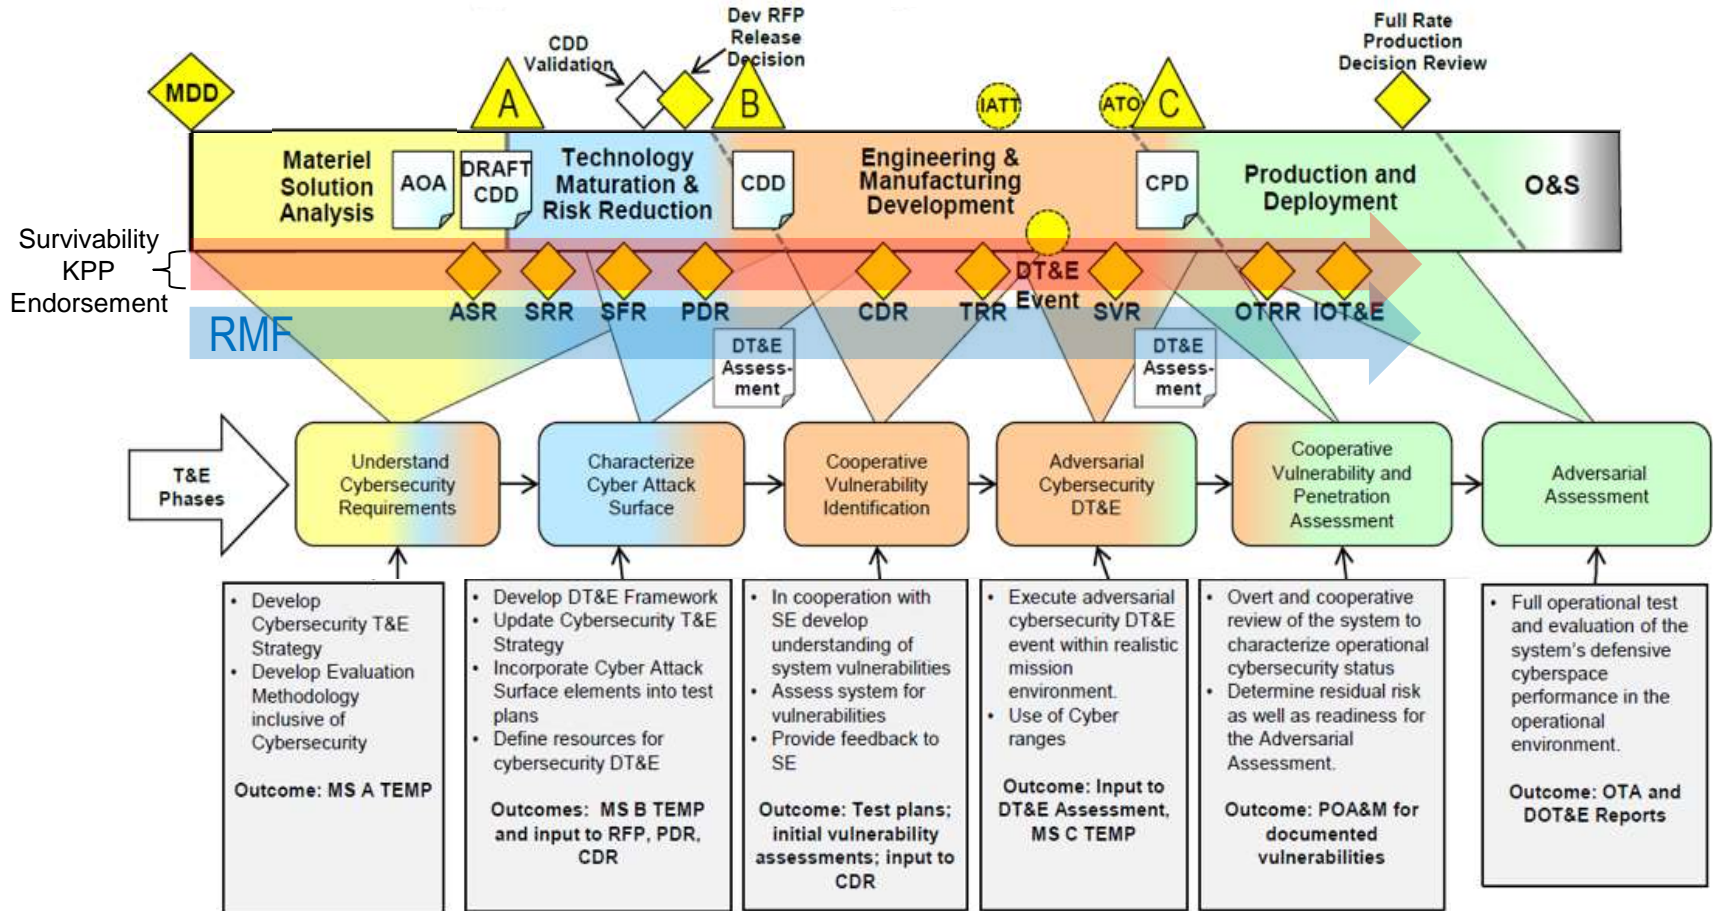 Dev RFP
Release
Decision
CDD
Validation
Full Rate
Production
Decision Review
MDD
A
B
IATT
ATO
C
Materiel
Solution
Analysis
AOA
DRAFT
CDD
Technology
Maturation &
Risk Reduction
CDD
Engineering &
Manufacturing
Development
CPD
Production and
Deployment
O&S
Survivability
KPP
Endorsement
ASR
SRR
SFR
PDR
CDR
TRR
DT&E
Event
SVR
OTRR
IOT&E
RMF
DT&E
Assess-
ment
DT&E
Assess-
ment
T&E
Phases
Understand
Cybersecurity
Requirements
Characterize
Cyber Attack
Surface
Cooperative
Vulnerability
Identification
Adversarial
Cybersecurity
DT&E
Cooperative
Vulnerability and
Penetration
Assessment
Adversarial
Assessment
• Develop
Cybersecurity T&E
Strategy
• Develop Evaluation
Methodology
inclusive of
Cybersecurity
Outcome: MS A TEMP
• Develop DT&E Framework
• Update Cybersecurity T&E
Strategy
• Incorporate Cyber Attack
Surface elements into test
plans
• Define resources for
cybersecurity DT&E
Outcomes: MS B TEMP
and input to RFP, PDR,
CDR
• In cooperation with
SE develop
understanding of
system vulnerabilities
• Assess system for
vulnerabilities
• Provide feedback to
SE
Outcome: Test plans;
initial vulnerability
assessments; input to
CDR
• Execute adversarial
cybersecurity DT&E
event within realistic
mission
environment.
• Use of Cyber
ranges
Outcome: Input to
DT&E Assessment,
MS C TEMP
• Overt and cooperative
review of the system to
characterize operational
cybersecurity status
• Determine residual risk
as well as readiness for
the Adversarial
Assessment.
Outcome: POA&M for
documented
vulnerabilities
• Full operational test
and evaluation of the
system's defensive
cyberspace
performance in the
operational
environment.
Outcome: OTA and
DOT&E Reports